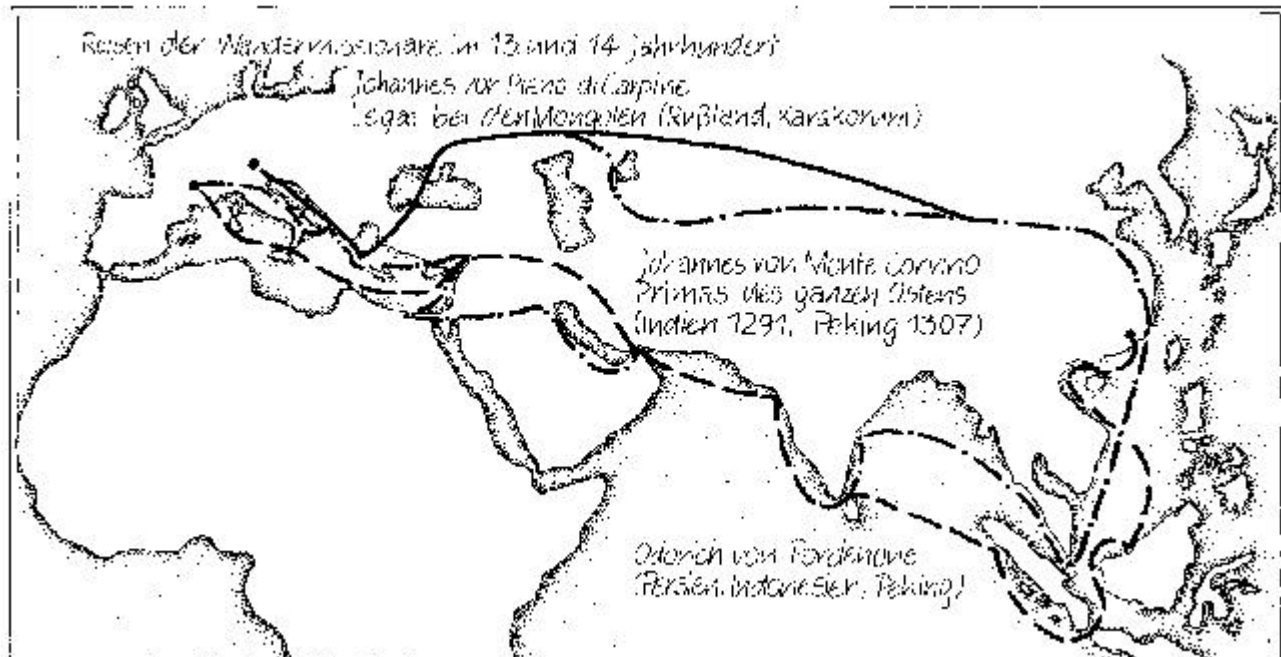 Reisen der Wandermissionare im 13. und 14. Jahrhundert
Johannes von Piano di Carpine
Legat bei den Mongolen (Rußland, Karakorum)
Johannes von Monte Corvino
Primas des ganzen Ostens
(Indien 1291, Peking 1307)
Odorich von Pordenone
(Persien, Indonesien, Peking)